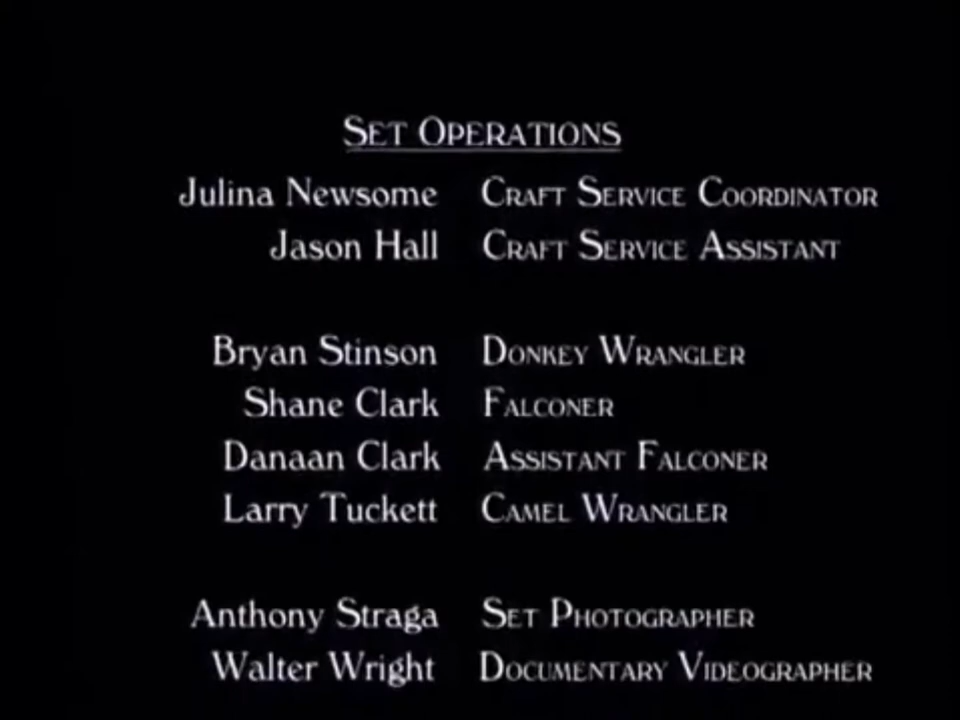 Set Operations
Julina Newsome Craft Service Coordinator
Jason Hall Craft Service Assistant
Bryan Stinson Donkey Wrangler
Shane Clark Falconer
Danaan Clark Assistant Falconer
Larry Tuckett Camel Wrangler
Anthony Straga Set Photographer
Walter Wright Documentary Videographer